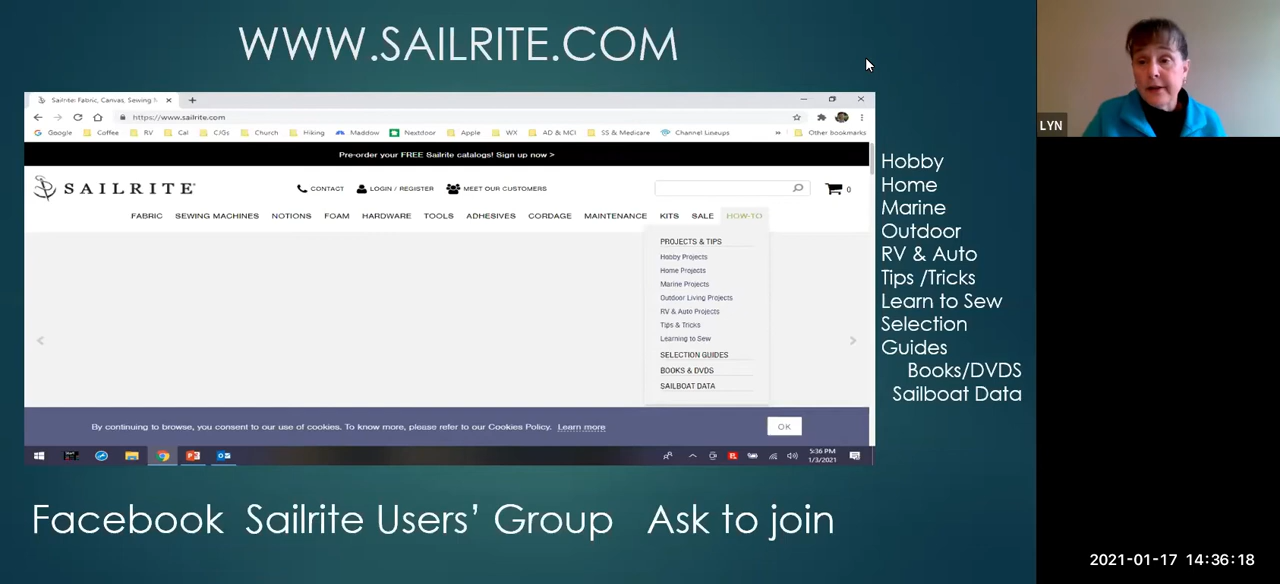 WWW.SAILRITE.COM
Sailrite: Fabric, Canvas, Sewing
https://www.sailrite.com
Google Coffee RV Cal C/Gs Church Hiking Maddow Nextdoor Apple WX AD & MCI SS & Medicare Channel Lineups » Other bookmarks
Pre-order your FREE Sailrite catalogs! Sign up now >
SAILRITE
CONTACT LOGIN / REGISTER MEET OUR CUSTOMERS 0
FABRIC SEWING MACHINES NOTIONS FOAM HARDWARE TOOLS ADHESIVES CORDAGE MAINTENANCE KITS SALE HOW-TO
PROJECTS & TIPS
Hobby Projects
Home Projects
Marine Projects
Outdoor Living Projects
RV & Auto Projects
Tips & Tricks
Learning to Sew
SELECTION GUIDES
BOOKS & DVDS
SAILBOAT DATA
By continuing to browse, you consent to our use of cookies. To know more, please refer to our Cookies Policy. Learn more OK
5:36 PM
1/3/2021
Hobby
Home
Marine
Outdoor
RV & Auto
Tips /Tricks
Learn to Sew
Selection
Guides
Books/DVDS
Sailboat Data
Facebook Sailrite Users' Group Ask to join
LYN
2021-01-17 14:36:18